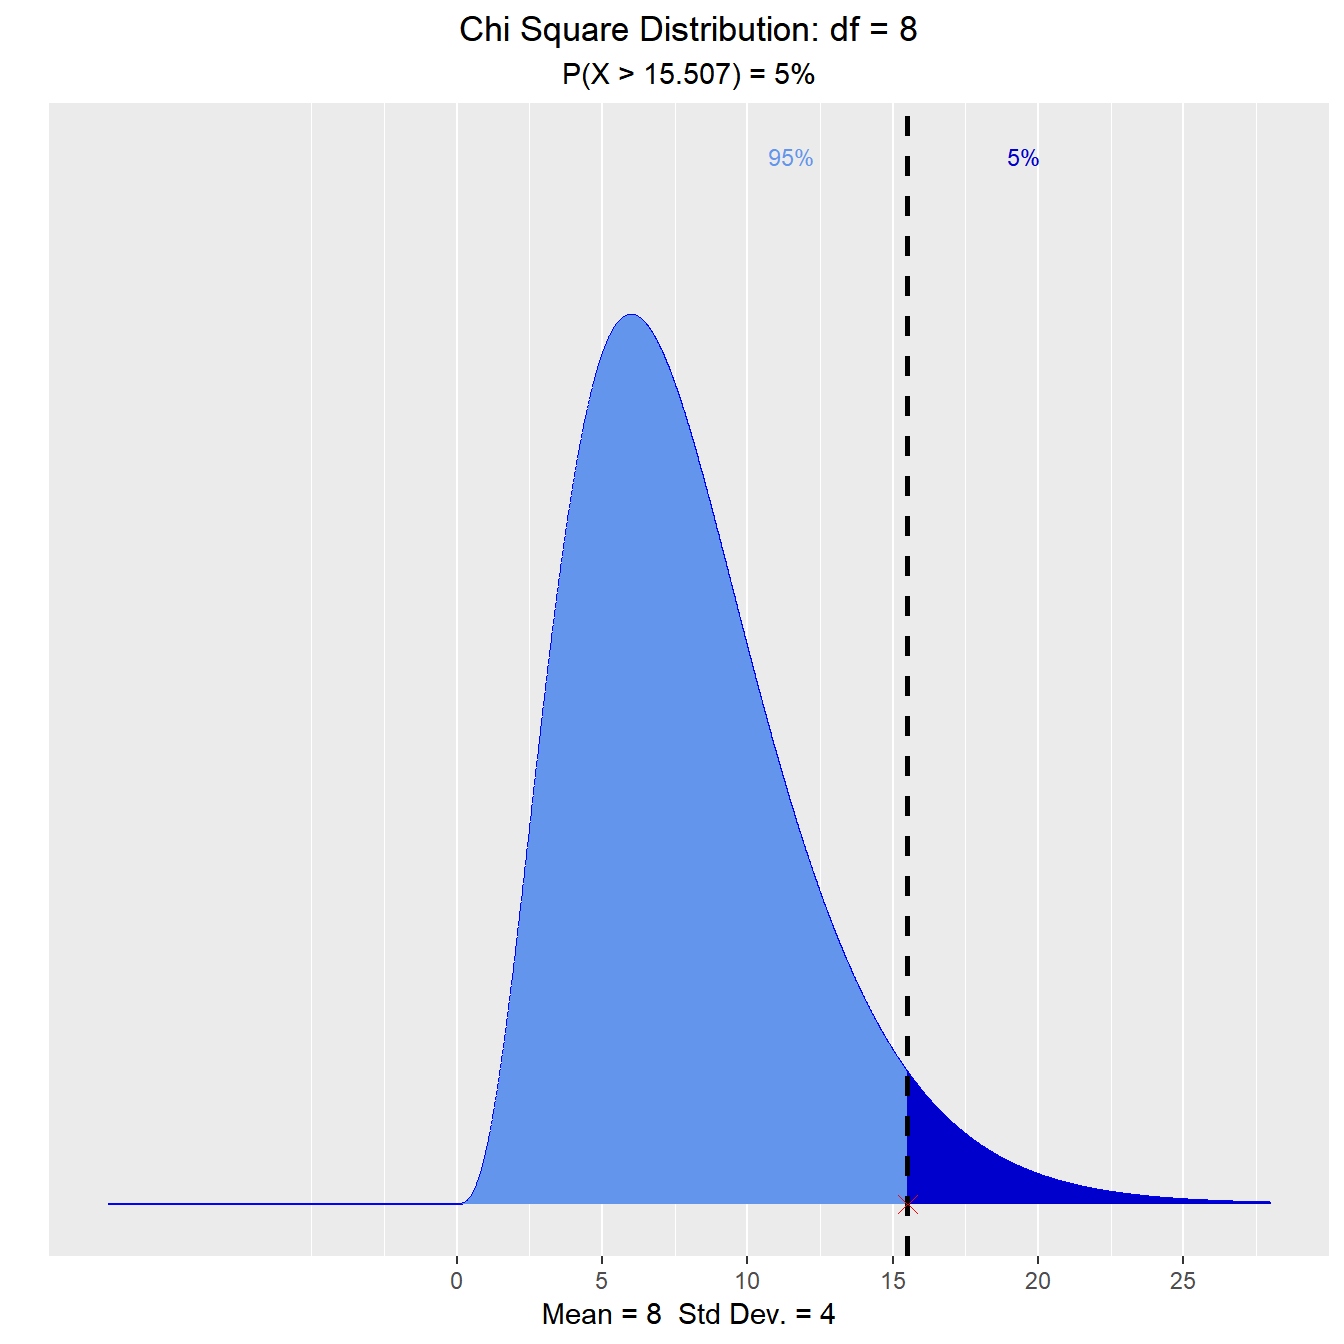 Chi Square Distribution: df = 8
P(X > 15.507) = 5%
95% 5%
0 5 10 15 20 25
Mean = 8  Std Dev. = 4